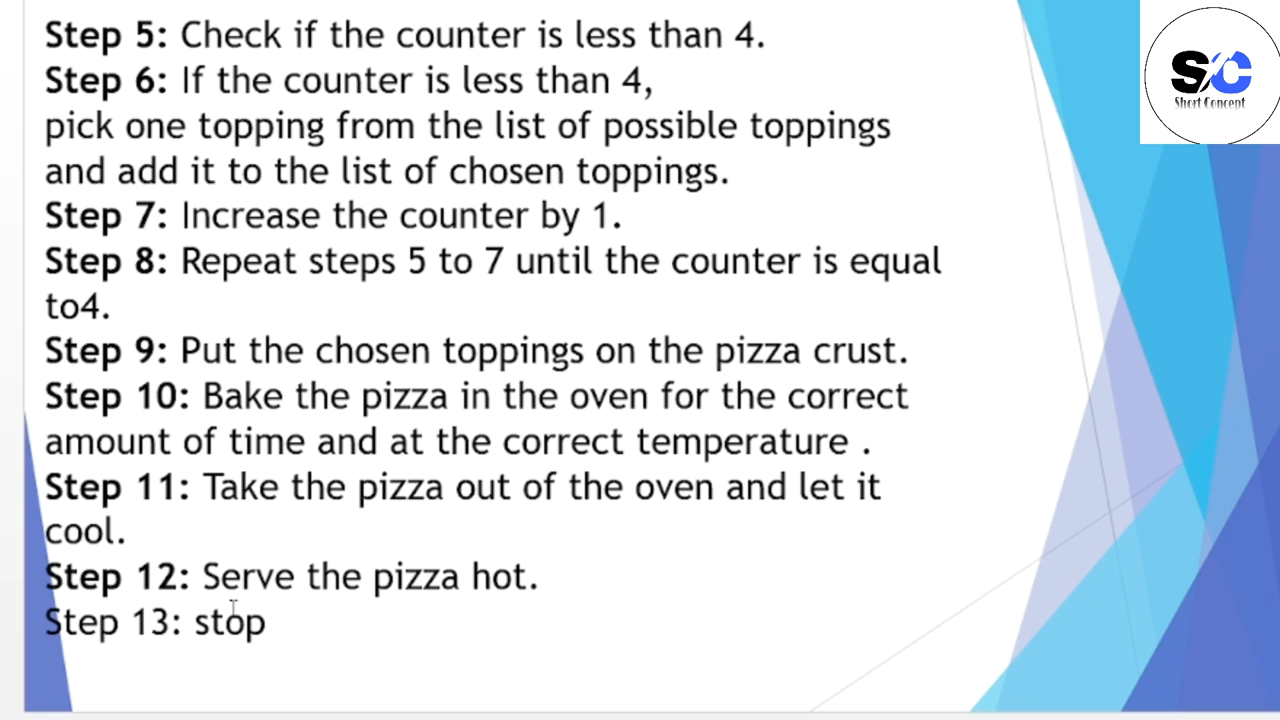 Step 5: Check if the counter is less than 4.
Step 6: If the counter is less than 4,
pick one topping from the list of possible toppings
and add it to the list of chosen toppings.
Step 7: Increase the counter by 1.
Step 8: Repeat steps 5 to 7 until the counter is equal
to4.
Step 9: Put the chosen toppings on the pizza crust.
Step 10: Bake the pizza in the oven for the correct
amount of time and at the correct temperature .
Step 11: Take the pizza out of the oven and let it
cool.
Step 12: Serve the pizza hot.
Step 13: stop
S/C
Short Concept